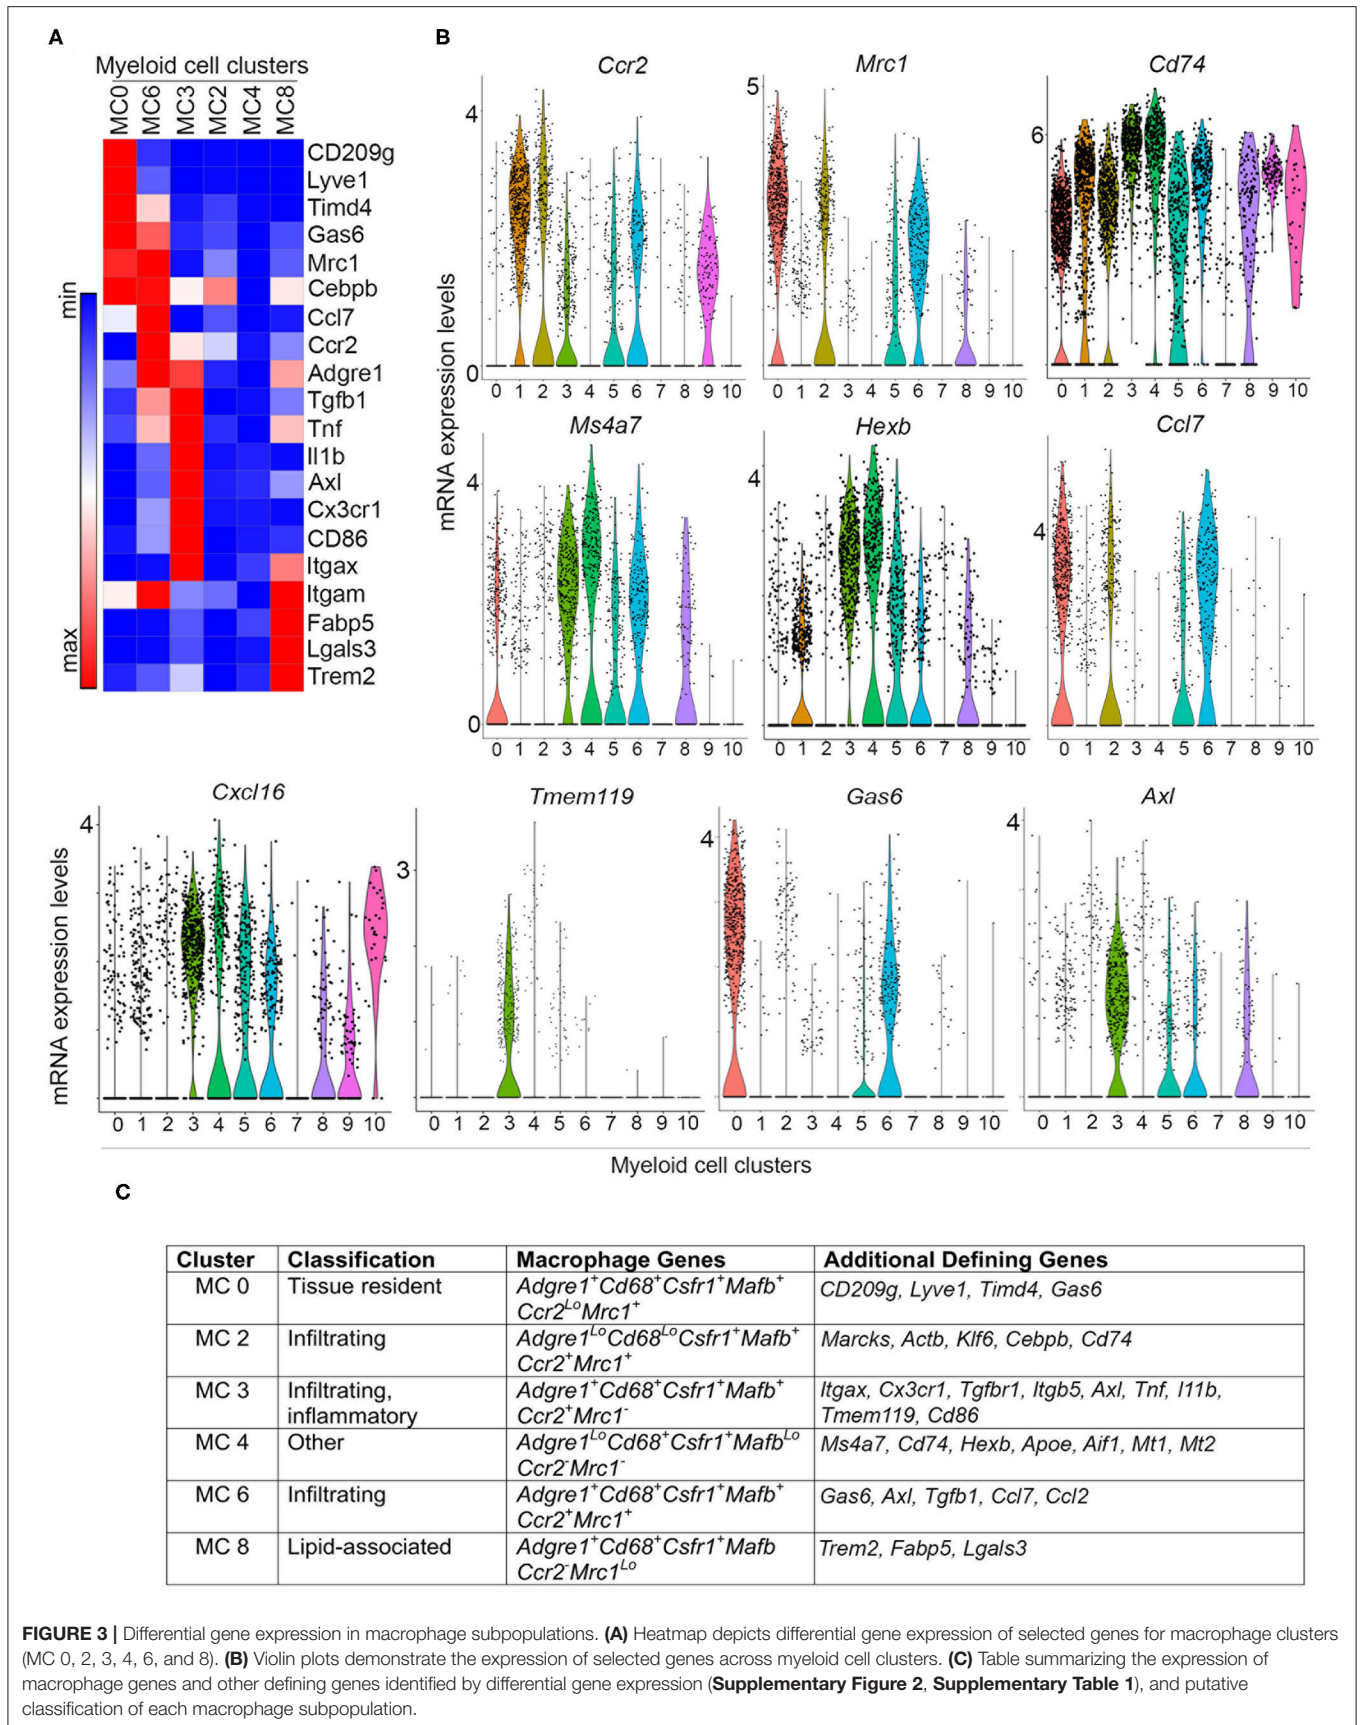 A
Myeloid cell clusters
MC0 MC6 MC3 MC2 MC4 MC8
CD209g
Lyve1
Timd4
Gas6
Mrc1
Cebpb
Ccl7
Ccr2
Adgre1
Tgfb1
Tnf
Il1b
Axl
Cx3cr1
CD86
Itgax
Itgam
Fabp5
Lgals3
Trem2
min
max
B
Ccr2
Mrc1
Cd74
mRNA expression levels
4
0
5
6
0 1 2 3 4 5 6 7 8 9 10
0 1 2 3 4 5 6 7 8 9 10
0 1 2 3 4 5 6 7 8 9 10
Ms4a7
Hexb
Ccl7
4
0
4
4
0 1 2 3 4 5 6 7 8 9 10
0 1 2 3 4 5 6 7 8 9 10
0 1 2 3 4 5 6 7 8 9 10
Cxcl16
Tmem119
Gas6
Axl
mRNA expression levels
4
3
4
4
0 1 2 3 4 5 6 7 8 9 10
0 1 2 3 4 5 6 7 8 9 10
0 1 2 3 4 5 6 7 8 9 10
0 1 2 3 4 5 6 7 8 9 10
Myeloid cell clusters
C
Cluster Classification Macrophage Genes Additional Defining Genes
MC 0 Tissue resident Adgre1+Cd68+Csfr1+Mafb+ CD209g, Lyve1, Timd4, Gas6
Ccr2LoMrc1+
MC 2 Infiltrating Adgre1LoCd68LoCsfr1+Mafb+ Marcks, Actb, Klf6, Cebpb, Cd74
Ccr2+Mrc1+
MC 3 Infiltrating, Adgre1+Cd68+Csfr1+Mafb+ Itgax, Cx3cr1, Tgfbr1, Itgb5, Axl, Tnf, I11b,
inflammatory Ccr2+Mrc1- Tmem119, Cd86
MC 4 Other Adgre1LoCd68+Csfr1+MafbLo Ms4a7, Cd74, Hexb, Apoe, Aif1, Mt1, Mt2
Ccr2-Mrc1-
MC 6 Infiltrating Adgre1+Cd68+Csfr1+Mafb+ Gas6, Axl, Tgfb1, Ccl7, Ccl2
Ccr2+Mrc1+
MC 8 Lipid-associated Adgre1+Cd68+Csfr1+Mafb Trem2, Fabp5, Lgals3
Ccr2-Mrc1Lo
FIGURE 3 | Differential gene expression in macrophage subpopulations. (A) Heatmap depicts differential gene expression of selected genes for macrophage clusters
(MC 0, 2, 3, 4, 6, and 8). (B) Violin plots demonstrate the expression of selected genes across myeloid cell clusters. (C) Table summarizing the expression of
macrophage genes and other defining genes identified by differential gene expression (Supplementary Figure 2, Supplementary Table 1), and putative
classification of each macrophage subpopulation.